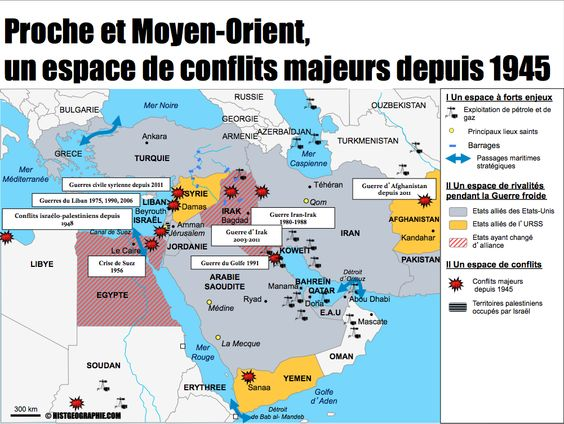 Proche et Moyen-Orient,
un espace de conflits majeurs depuis 1945
RUSSIE
Mer Noire
BULGARIE
GEORGIE
OUZBEKISTAN
ARMENIE
AZERBAÏDJAN
Ankara
GRECE
TURQUIE
Mer
Caspienne
Mer
Méditerranée
Téhéran
Guerres civile syrienne depuis 2011
SYRIE
Guerre d'Afghanistan
depuis 2011
Guerres du Liban 1975, 1990, 2006
LIBAN
Beyrouth
Damas
Qom
IRAK
Bagdad
AFGHANISTAN
Conflits israélo-palestiniens depuis
1948
ISRAËL
Amman
Jérusalem
Guerre Iran-Irak
1980-1988
IRAN
Kandahar
Canal de Suez
Guerre d'Irak
2003-2011
Le Caire
JORDANIE
KOWEÏT
PAKISTAN
LIBYE
Crise de Suez
1956
Guerre du Golfe 1991
EGYPTE
ARABIE
SAOUDITE
BAHREÏN
QATAR
Détroit
d'Ormuz
Manama
Doha
Abou Dhabi
Ryad
E.A.U
Médine
Mascate
Mer
Rouge
La Mecque
OMAN
SOUDAN
ERYTHREE
YEMEN
Sanaa
Golfe
d'Aden
Détroit
de Bab al-Mandeb
300 km
© HISTGEOGRAPHIE.COM
I Un espace à forts enjeux
Exploitation de pétrole et de
gaz
Principaux lieux saints
Barrages
Passages maritimes
stratégiques
II Un espace de rivalités
pendant la Guerre froide
Etats alliés des Etats-Unis
Etats alliés de l'URSS
Etats ayant changé
d'alliance
II Un espace de conflits
Conflits majeurs
depuis 1945
Territoires palestiniens
occupés par Israël